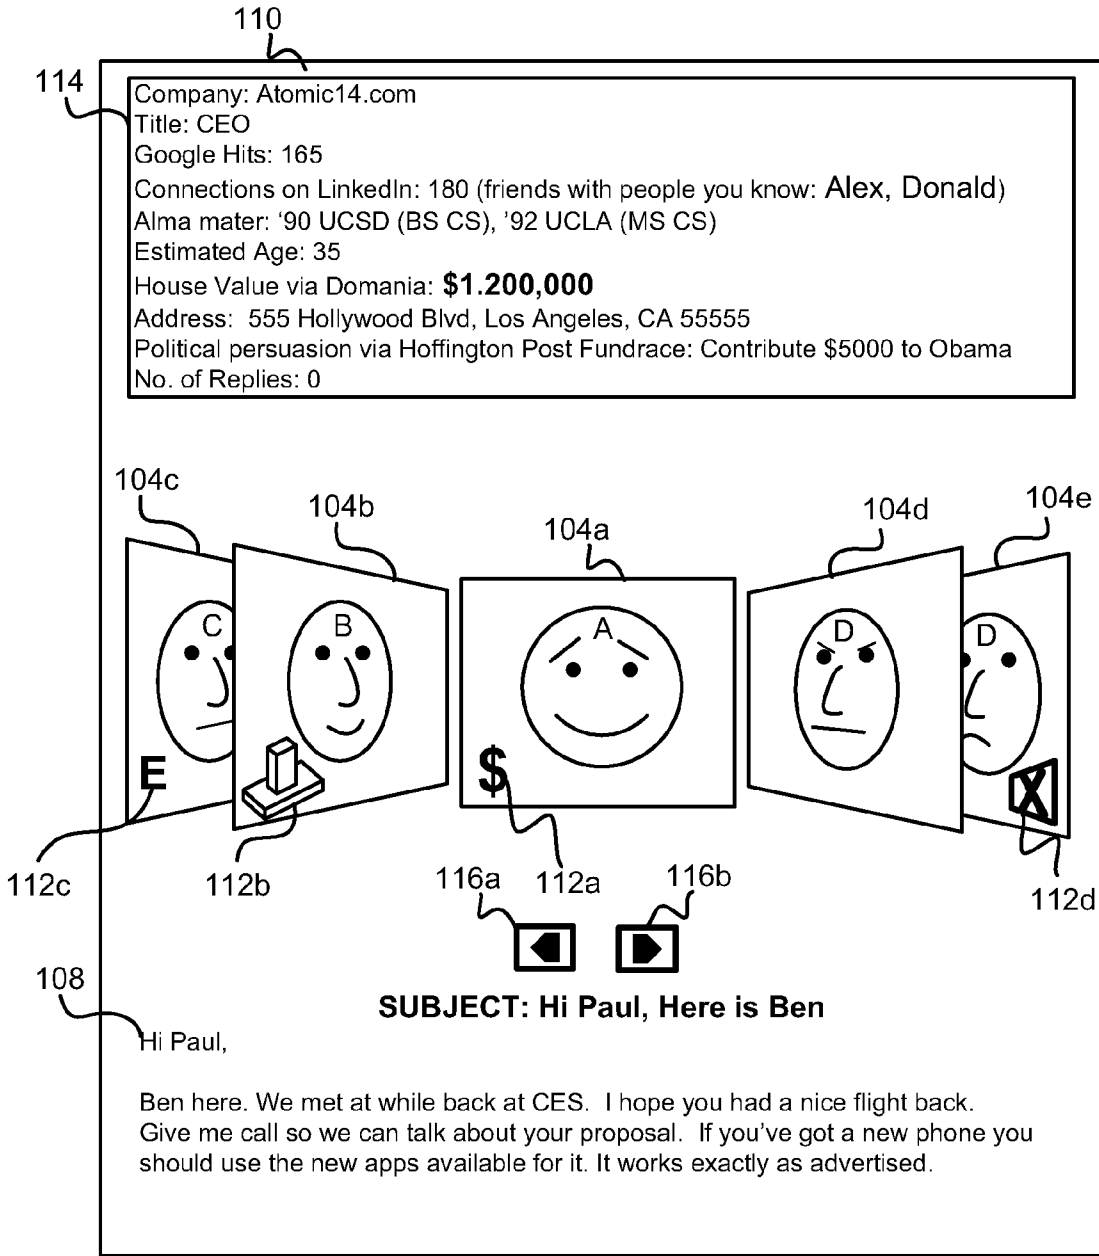 110
114
Company: Atomic14.com
Title: CEO
Google Hits: 165
Connections on LinkedIn: 180 (friends with people you know: Alex, Donald)
Alma mater: ‘90 UCSD (BS CS), ’92 UCLA (MS CS)
Estimated Age: 35
House Value via Domania: $1.200,000
Address:  555 Hollywood Blvd, Los Angeles, CA 55555
Political persuasion via Hoffington Post Fundrace: Contribute $5000 to Obama
No. of Replies: 0
104c
104b
104a
104d
104e
C
B
A
D
D
E
$
X
112c
112b
116a
112a
116b
112d
108
SUBJECT: Hi Paul, Here is Ben
Hi Paul,
Ben here. We met at while back at CES.  I hope you had a nice flight back.
Give me call so we can talk about your proposal.  If you’ve got a new phone you
should use the new apps available for it. It works exactly as advertised.